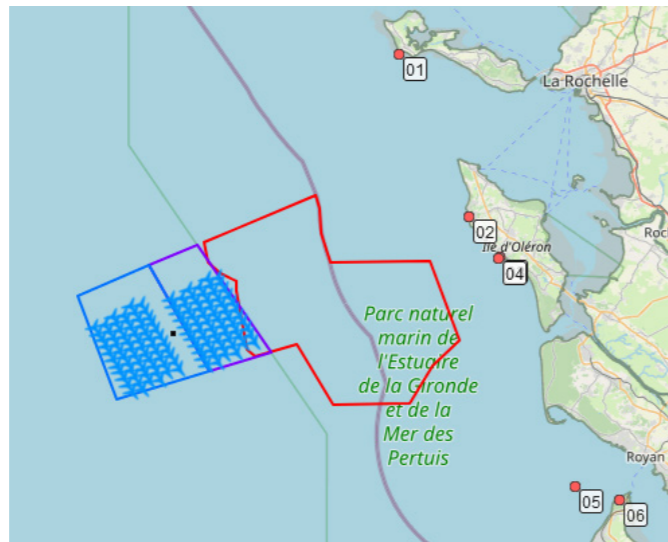 01
La Rochelle
02
Île d'Oléron
Roc
04
Parc naturel
marin de
l'Estuaire
de la Gironde
et de la
Mer des
Pertuis
Royan
05
06